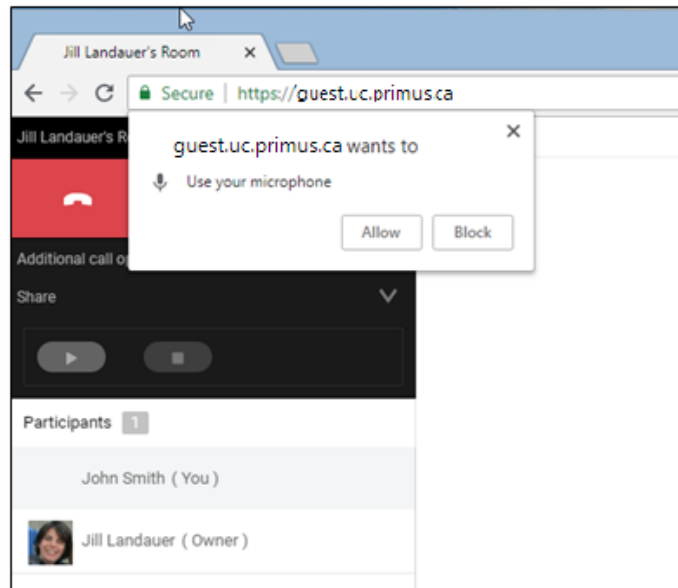 Jill Landauer's Room
Secure | https://guest.uc.primus.ca
Jill Landauer's R
guest.uc.primus.ca wants to
Use your microphone
Allow Block
Additional call op
Share
Participants 1
John Smith ( You )
Jill Landauer ( Owner )